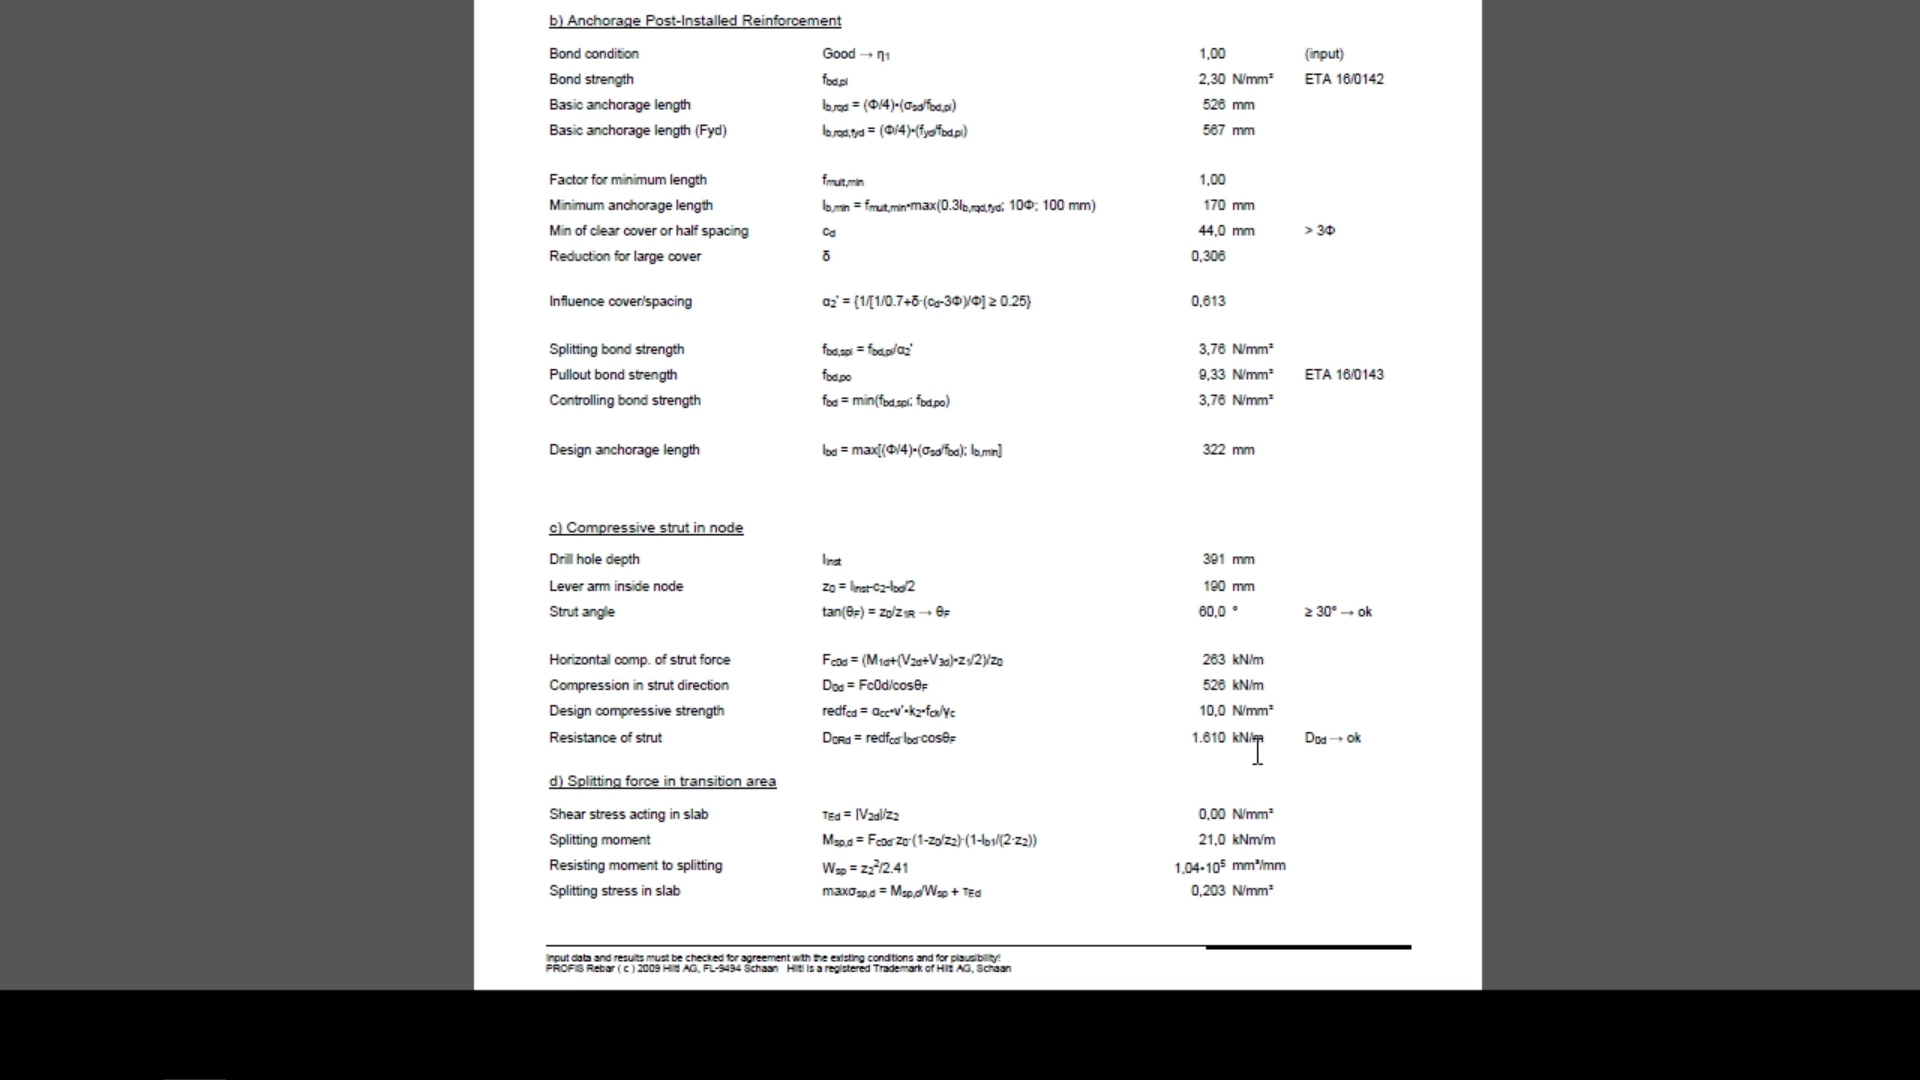 b) Anchorage Post-Installed Reinforcement
Bond condition Good → η1 1,00 (input)
Bond strength fbd,pi 2,30 N/mm² ETA 16/0142
Basic anchorage length lb,rqd = (Φ/4)•(σsd/fbd,pi) 526 mm
Basic anchorage length (Fyd) lb,rqd,fyd = (Φ/4)•(fyd/fbd,pi) 567 mm
Factor for minimum length fmult,min 1,00
Minimum anchorage length lb,min = fmult,min•max(0.3lb,rqd,fyd; 10Φ; 100 mm) 170 mm
Min of clear cover or half spacing cd 44,0 mm > 3Φ
Reduction for large cover δ 0,306
Influence cover/spacing α2' = {1/[1/0.7+δ·(cd-3Φ)/Φ] ≥ 0.25} 0,613
Splitting bond strength fbd,spl = fbd,pi/α2' 3,76 N/mm²
Pullout bond strength fbd,po 9,33 N/mm² ETA 16/0143
Controlling bond strength fbd = min(fbd,spl; fbd,po) 3,76 N/mm²
Design anchorage length lbd = max[(Φ/4)•(σsd/fbd); lb,min] 322 mm
c) Compressive strut in node
Drill hole depth linst 391 mm
Lever arm inside node z0 = linst-c2-lbd/2 190 mm
Strut angle tan(θF) = z0/z1R → θF 60,0 ° ≥ 30° → ok
Horizontal comp. of strut force Fc0d = (M1d+(V2d+V3d)•z1/2)/z0 263 kN/m
Compression in strut direction D0d = Fc0d/cosθF 526 kN/m
Design compressive strength redfcd = αcc•ν'•k2•fck/γc 10,0 N/mm²
Resistance of strut D0Rd = redfcd·lbd·cosθF 1.610 kN/m D0d → ok
d) Splitting force in transition area
Shear stress acting in slab τEd = |V2d|/z2 0,00 N/mm²
Splitting moment Msp,d = Fc0d·z0·(1-z0/z2)·(1-lb1/(2·z2)) 21,0 kNm/m
Resisting moment to splitting Wsp = z2²/2.41 1,04•10⁵ mm³/mm
Splitting stress in slab maxσsp,d = Msp,d/Wsp + τEd 0,203 N/mm²
Input data and results must be checked for agreement with the existing conditions and for plausibility!
PROFIS Rebar ( c ) 2009 Hilti AG, FL-9494 Schaan Hilti is a registered Trademark of Hilti AG, Schaan